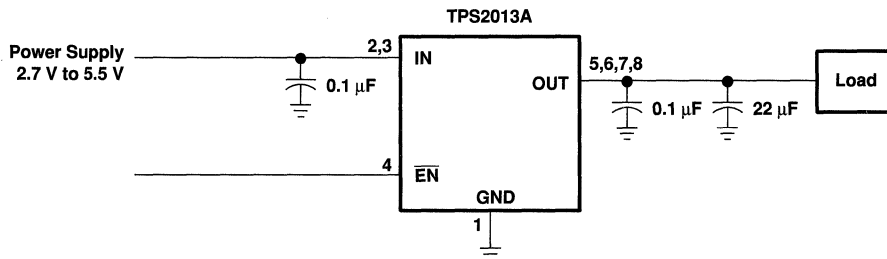 TPS2013A
Power Supply
2.7 V to 5.5 V
2,3
IN
0.1 μF
5,6,7,8
OUT
0.1 μF
22 μF
Load
4
E̅N̅
GND
1